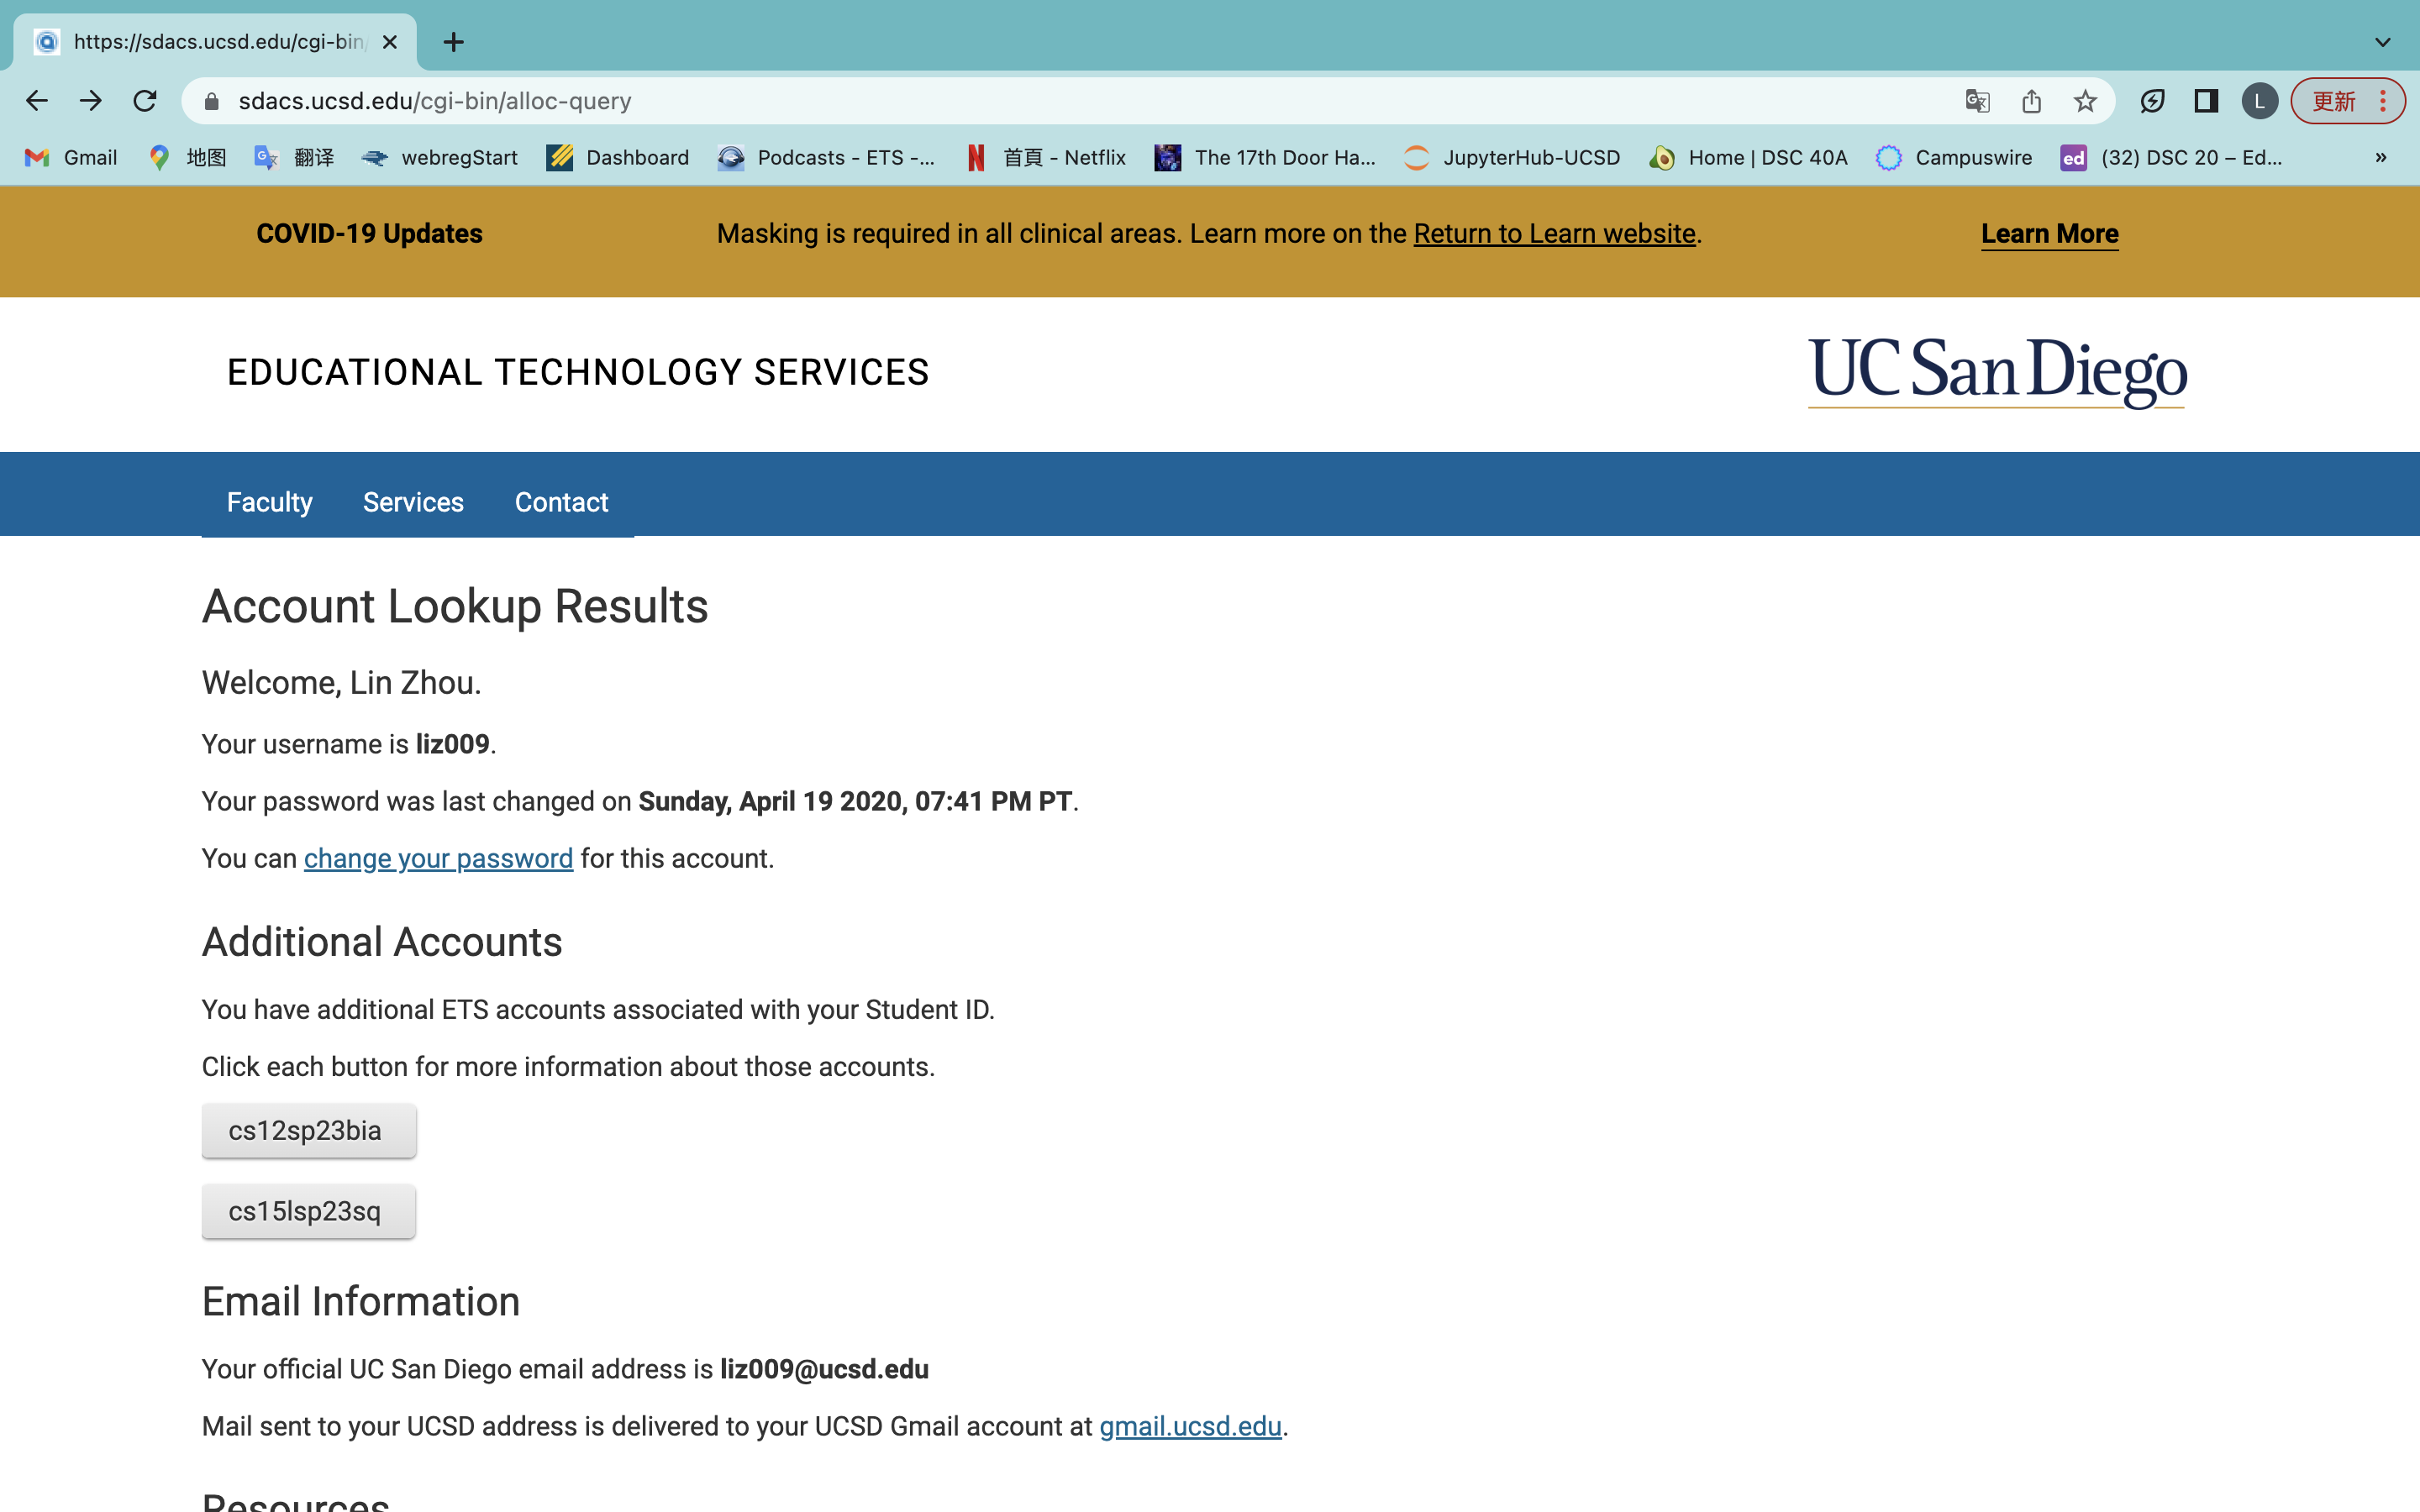 https://sdacs.ucsd.edu/cgi-bin/
sdacs.ucsd.edu/cgi-bin/alloc-query
L
更新
Gmail
地图
翻译
webregStart
Dashboard
Podcasts - ETS -...
首頁 - Netflix
The 17th Door Ha...
JupyterHub-UCSD
Home | DSC 40A
Campuswire
ed
(32) DSC 20 – Ed...
»
COVID-19 Updates
Masking is required in all clinical areas. Learn more on the Return to Learn website.
Learn More
EDUCATIONAL TECHNOLOGY SERVICES
UC San Diego
Faculty
Services
Contact
Account Lookup Results
Welcome, Lin Zhou.
Your username is liz009.
Your password was last changed on Sunday, April 19 2020, 07:41 PM PT.
You can change your password for this account.
Additional Accounts
You have additional ETS accounts associated with your Student ID.
Click each button for more information about those accounts.
cs12sp23bia
cs15lsp23sq
Email Information
Your official UC San Diego email address is liz009@ucsd.edu
Mail sent to your UCSD address is delivered to your UCSD Gmail account at gmail.ucsd.edu.
Resources